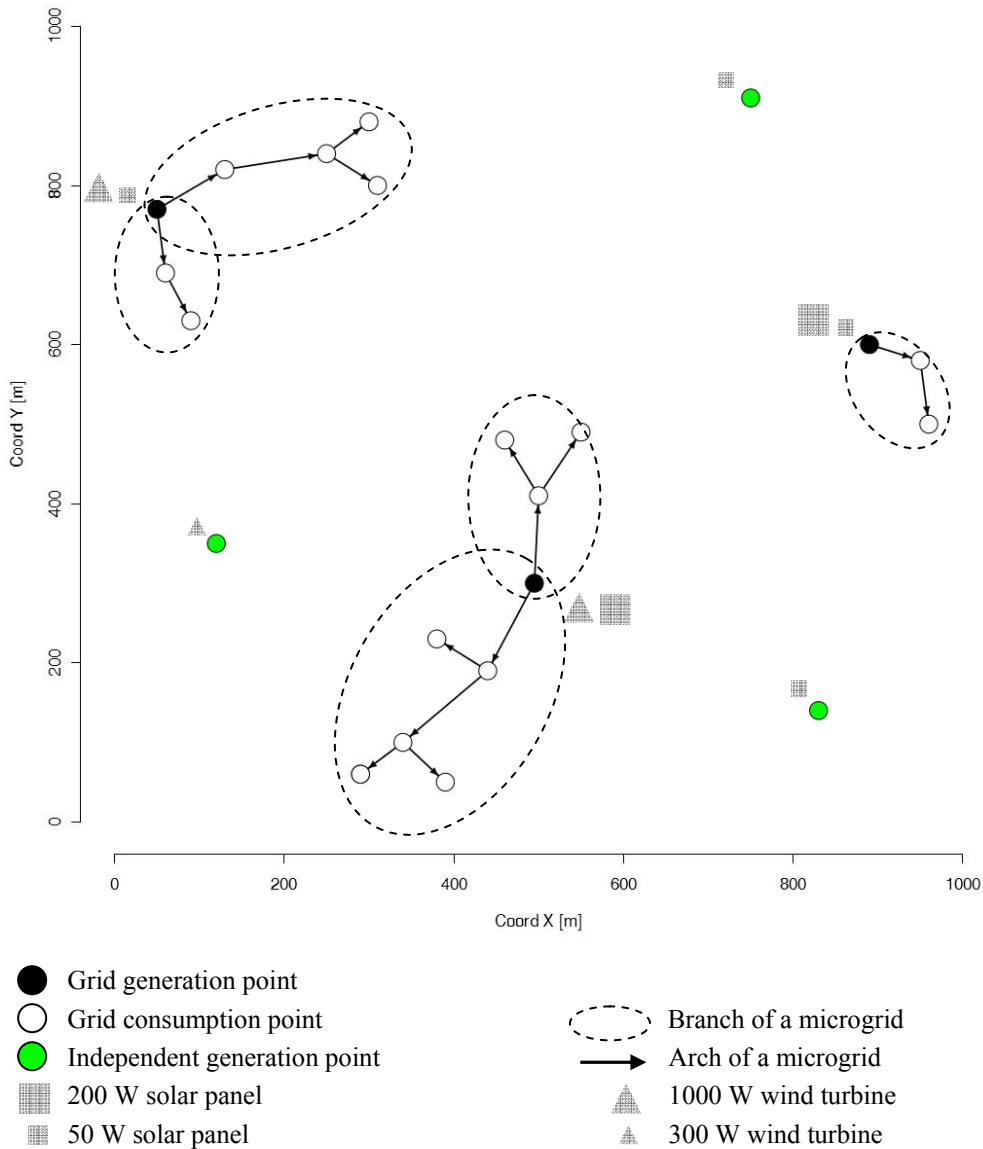 1000
800
600
400
200
0
Coord Y [m]
0 200 400 600 800 1000
Coord X [m]
Grid generation point
Grid consumption point
Independent generation point
200 W solar panel
50 W solar panel
Branch of a microgrid
Arch of a microgrid
1000 W wind turbine
300 W wind turbine